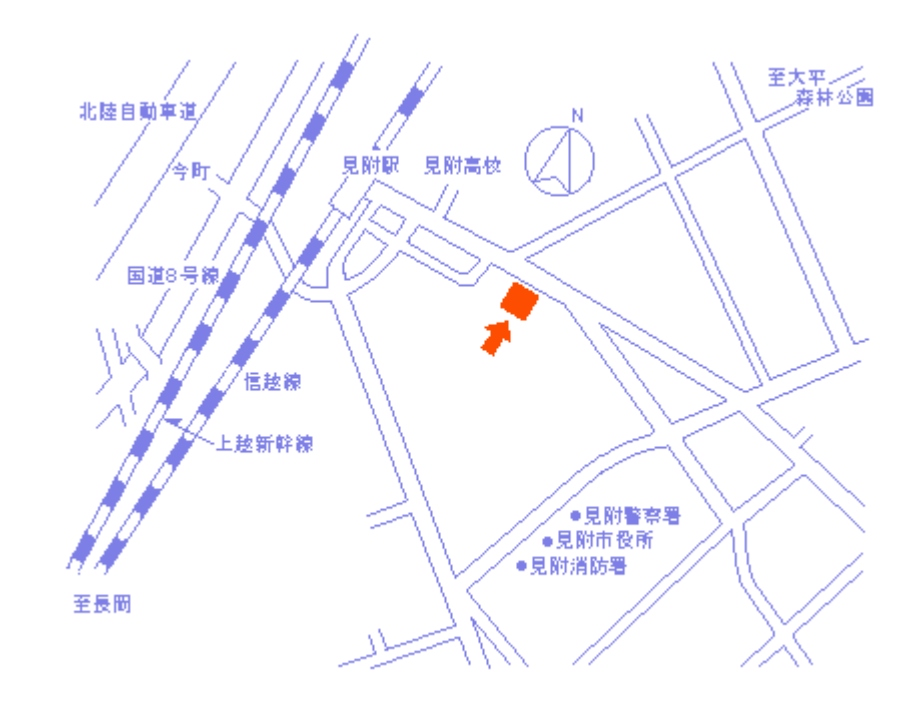 至大平
森林公園
北陸自動車道
N
今町
見附駅
見附高校
国道8号線
信越線
上越新幹線
見附警察署
見附市役所
見附消防署
至長岡